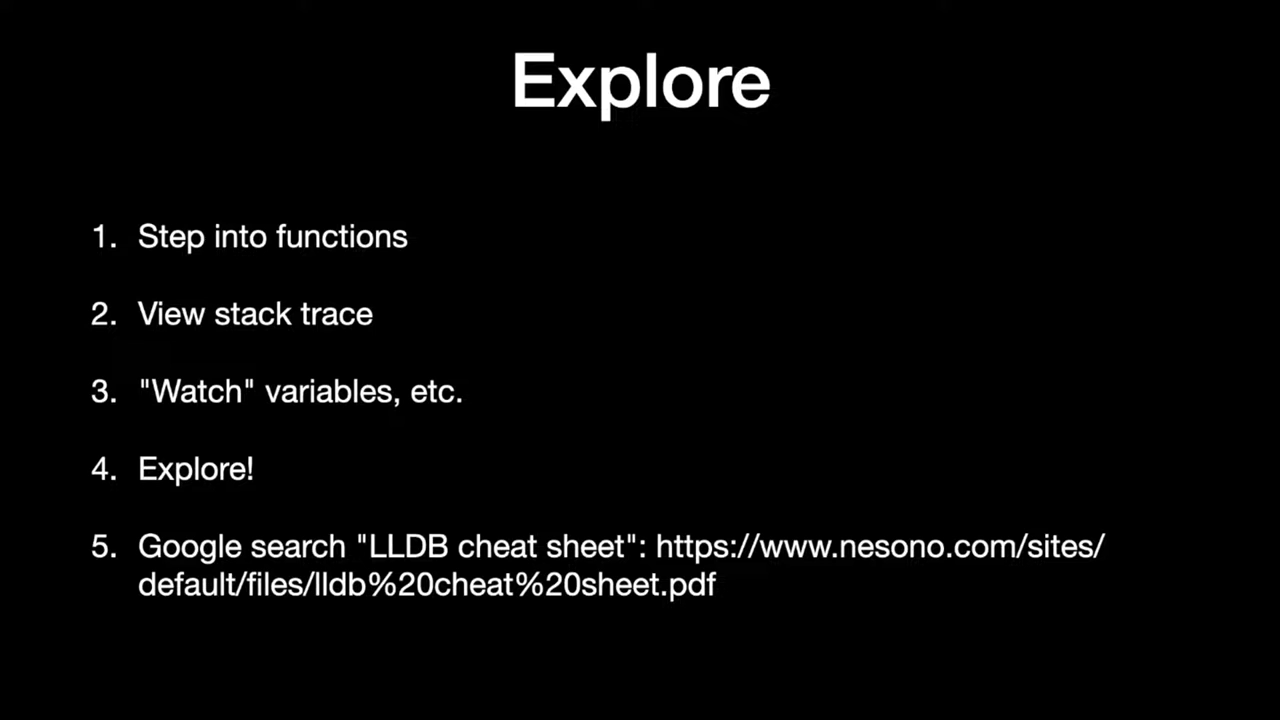 Explore
1. Step into functions
2. View stack trace
3. "Watch" variables, etc.
4. Explore!
5. Google search "LLDB cheat sheet": https://www.nesono.com/sites/
default/files/lldb%20cheat%20sheet.pdf